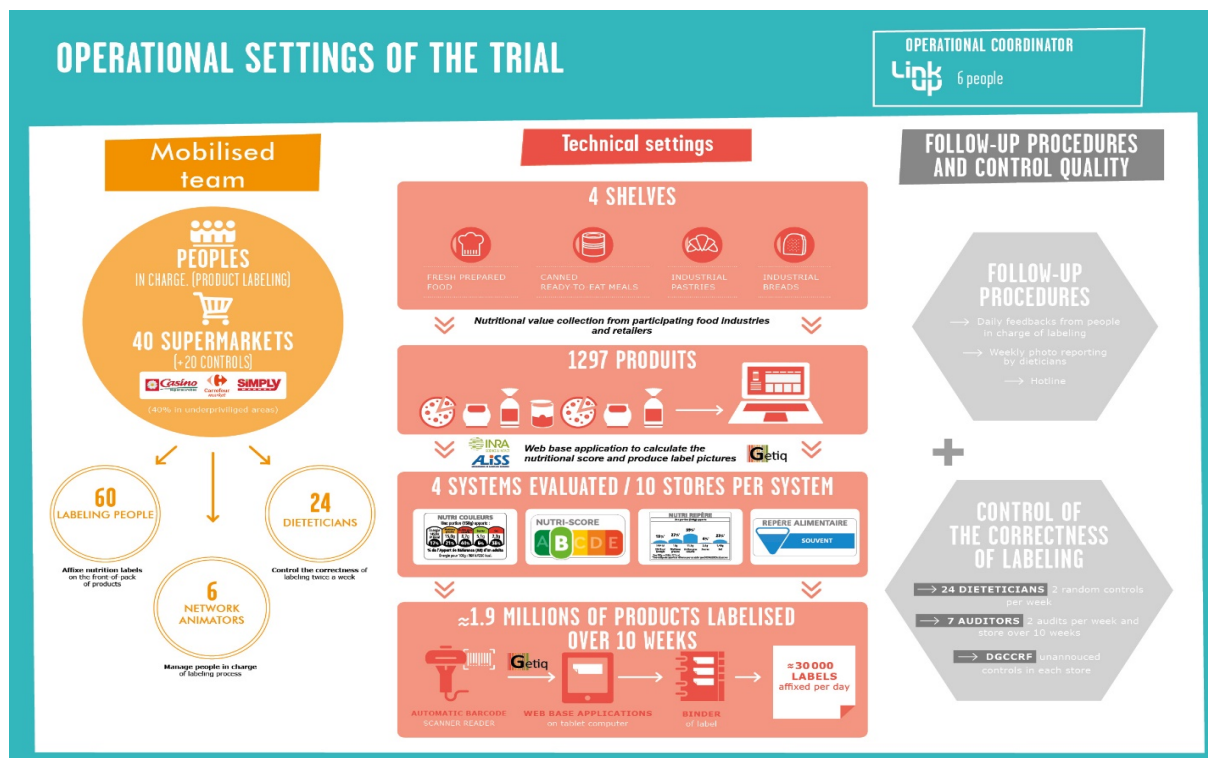 OPERATIONAL SETTINGS OF THE TRIAL
OPERATIONAL COORDINATOR
Link
up
6 people
Mobilised
team
PEOPLES
IN CHARGE. (PRODUCT LABELING)
40 SUPERMARKETS
(+20 CONTROLS)
Casino
Carrefour
market
SIMPLY
MARKET
(40% in underpriviliged areas)
60
LABELING PEOPLE
Affixe nutrition labels
on the front-of pack
of products
24
DIETETICIANS
Control the correctness of
labeling twice a week
6
NETWORK
ANIMATORS
Manage people in charge
of labeling process
Technical settings
4 SHELVES
FRESH PREPARED
FOOD
CANNED
READY-TO-EAT MEALS
INDUSTRIAL
PASTRIES
INDUSTRIAL
BREADS
Nutritional value collection from participating food industries
and retailers
1297 PRODUIT
INRA
ALISS
Web base application to calculate the
nutritional score and produce label pictures
Getiq
4 SYSTEMS EVALUATED / 10 STORES PER SYSTEM
NUTRI COULEURS
NUTRI-SCORE
A B C D E
NUTRI REPÈRE
REPÈRE ALIMENTAIRE
SOUVENT
≈1.9 MILLIONS OF PRODUCTS LABELISED
OVER 10 WEEKS
Getiq
AUTOMATIC BARCODE
SCANNER READER
WEB BASE APPLICATIONS
on tablet computer
BINDER
of label
≈30 000
LABELS
affixed per day
FOLLOW-UP PROCEDURES
AND CONTROL QUALITY
FOLLOW-UP
PROCEDURES
Daily feedbacks from people
in charge of labeling
Weekly photo reporting
by dieticians
Hotline
+
CONTROL OF
THE CORRECTNESS
OF LABELING
24 DIETETICIANS 2 random controls
per week
7 AUDITORS 2 audits per week and
store over 10 weeks
DGCCRF unannouced
controls in each store